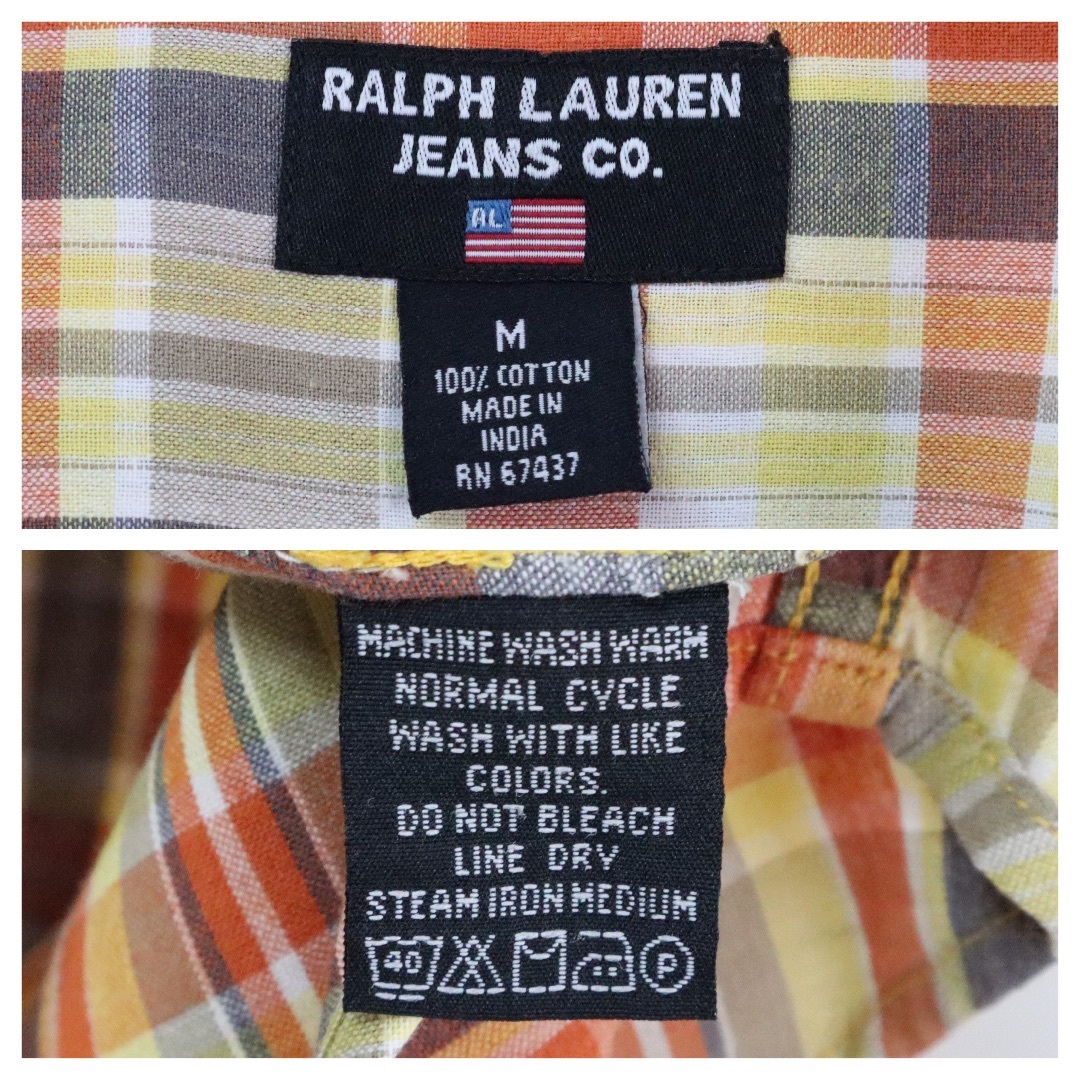 RALPH LAUREN
JEANS CO.
RL
M
100% COTTON
MADE IN
INDIA
RN 67437
MACHINE WASH WARM
NORMAL CYCLE
WASH WITH LIKE
COLORS.
DO NOT BLEACH
LINE DRY
STEAM IRON MEDIUM
40 P